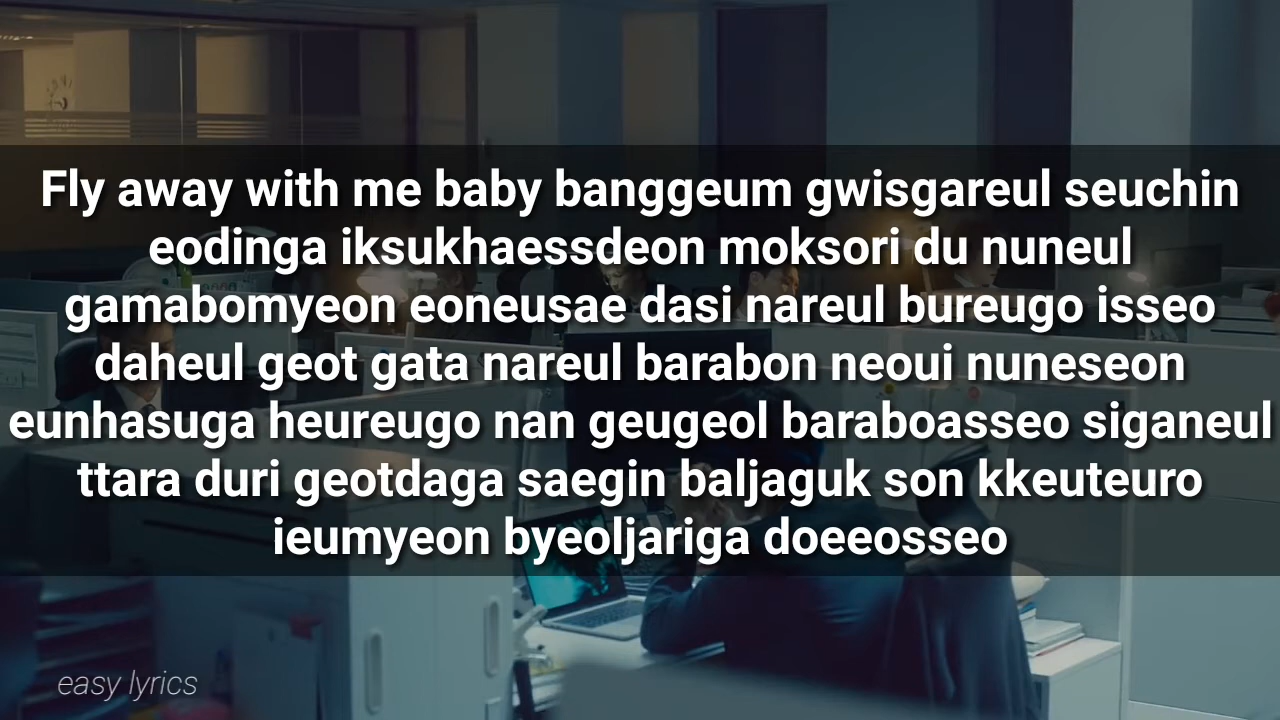 Fly away with me baby banggeum gwisgareul seuchin
eodinga iksukhaessdeon moksori du nuneul
gamabomyeon eoneusae dasi nareul bureugo isseo
daheul geot gata nareul barabon neoui nuneseon
eunhasuga heureugo nan geugeol baraboasseo siganeul
ttara duri geotdaga saegin baljaguk son kkeuteuro
ieumyeon byeoljariga doeeosseo
easy lyrics